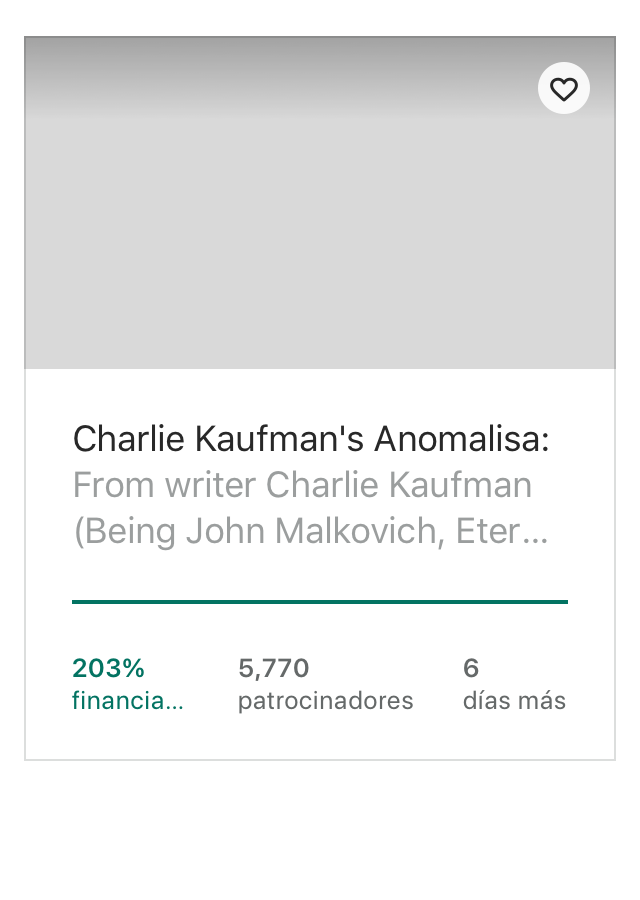 Charlie Kaufman's Anomalisa:
From writer Charlie Kaufman
(Being John Malkovich, Eter...
203%
financia...
5,770
patrocinadores
6
días más